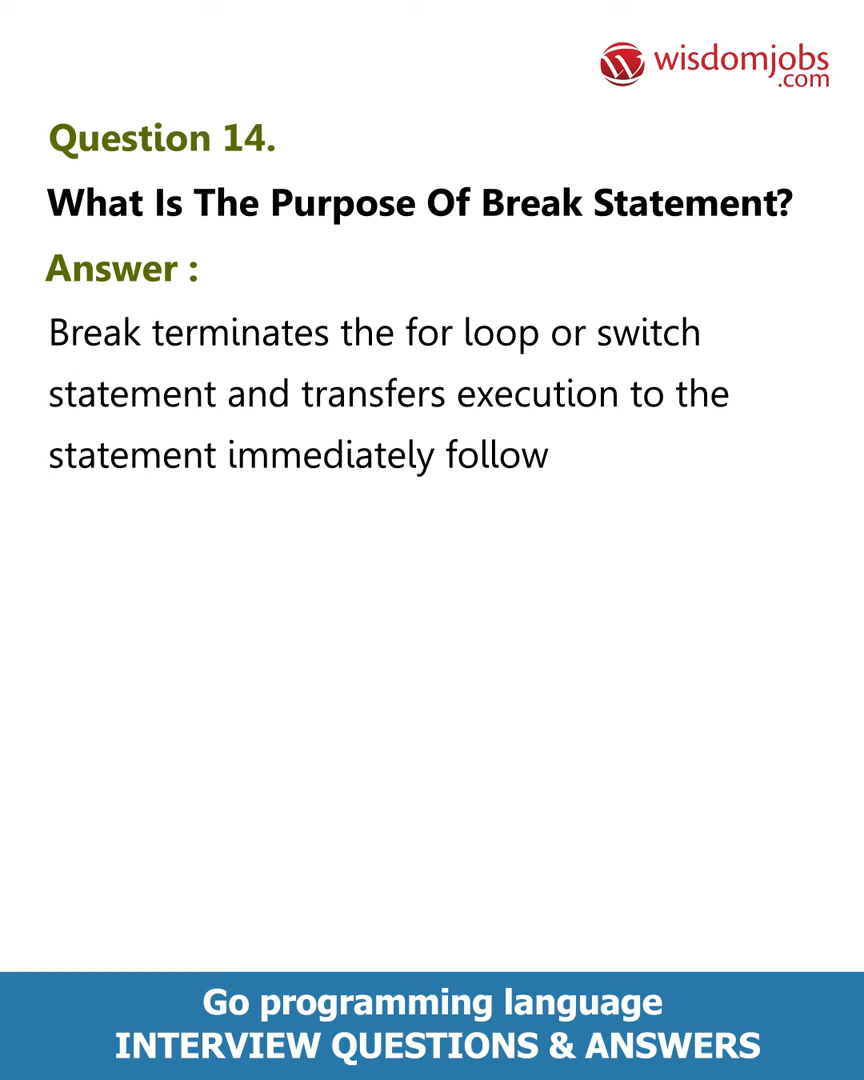 wisdomjobs
.com
Question 14.
What Is The Purpose Of Break Statement?
Answer :
Break terminates the for loop or switch
statement and transfers execution to the
statement immediately follow
Go programming language
INTERVIEW QUESTIONS & ANSWERS